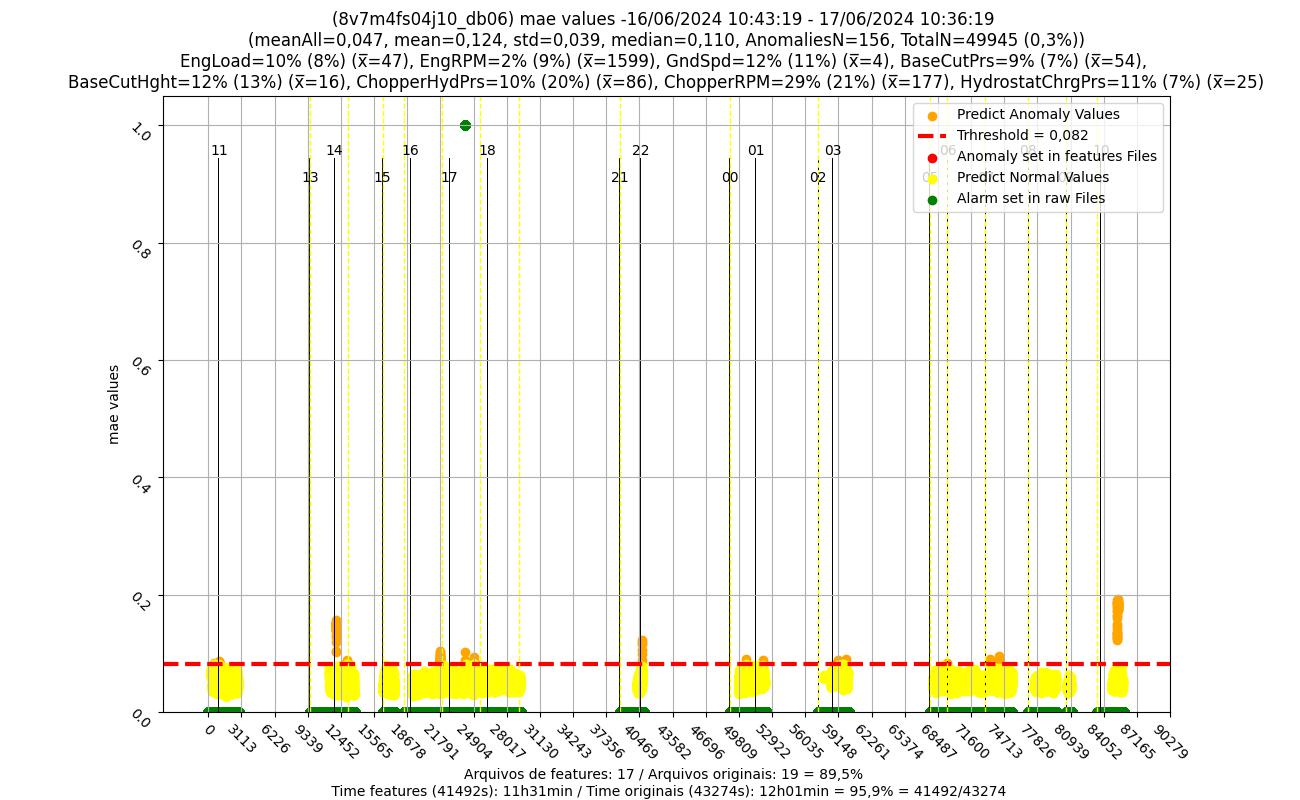 (8v7m4fs04j10_db06) mae values -16/06/2024 10:43:19 - 17/06/2024 10:36:19
(meanAll=0,047, mean=0,124, std=0,039, median=0,110, AnomaliesN=156, TotalN=49945 (0,3%))
EngLoad=10% (8%) (x̅=47), EngRPM=2% (9%) (x̅=1599), GndSpd=12% (11%) (x̅=4), BaseCutPrs=9% (7%) (x̅=54),
BaseCutHght=12% (13%) (x̅=16), ChopperHydPrs=10% (20%) (x̅=86), ChopperRPM=29% (21%) (x̅=177), HydrostatChrgPrs=11% (7%) (x̅=25)
Predict Anomaly Values
Trhreshold = 0,082
Anomaly set in features Files
Predict Normal Values
Alarm set in raw Files
11 14 16 18 22 01 03 06 08 10
13 15 17 21 00 02 05
1.0
0.8
0.6
0.4
0.2
0.0
mae values
0 3113 6226 9339 12452 15565 18678 21791 24904 28017 31130 34243 37356 40469 43582 46696 49809 52922 56035 59148 62261 65374 68487 71600 74713 77826 80939 84052 87165 90279
Arquivos de features: 17 / Arquivos originais: 19 = 89,5%
Time features (41492s): 11h31min / Time originais (43274s): 12h01min = 95,9% = 41492/43274